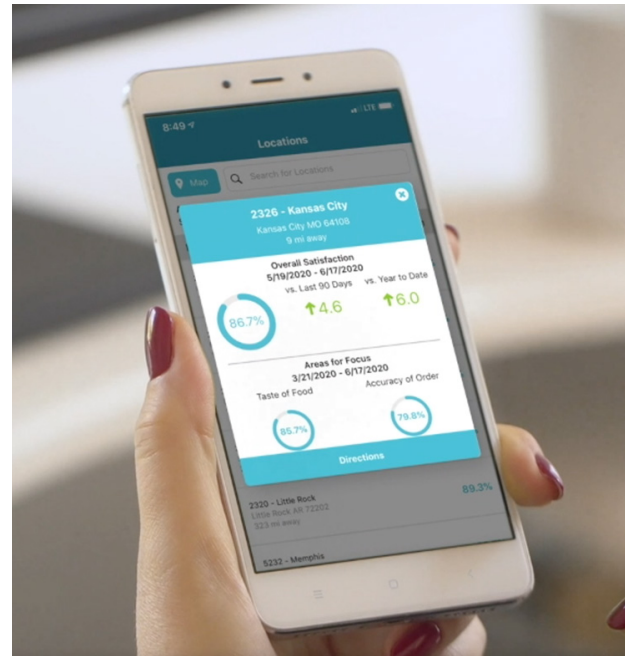 8:49
LTE
Locations
Map
Search for Locations
2326 - Kansas City
Kansas City MO 64108
9 mi away
Overall Satisfaction
5/19/2020 - 6/17/2020
vs. Last 90 Days vs. Year to Date
86.7% 4.6 6.0
Areas for Focus
3/21/2020 - 6/17/2020
Taste of Food Accuracy of Order
85.7% 79.8%
Directions
2320 - Little Rock 89.3%
Little Rock AR 72202
323 mi away
5232 - Memphis